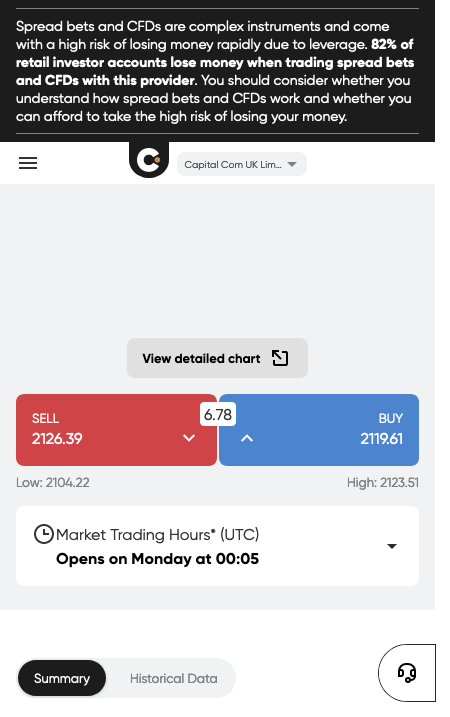 Spread bets and CFDs are complex instruments and come
with a high risk of losing money rapidly due to leverage. 82% of
retail investor accounts lose money when trading spread bets
and CFDs with this provider. You should consider whether you
understand how spread bets and CFDs work and whether you
can afford to take the high risk of losing your money.
Capital Com UK Lim...
View detailed chart
SELL
2126.39
6.78
BUY
2119.61
Low: 2104.22
High: 2123.51
Market Trading Hours* (UTC)
Opens on Monday at 00:05
Summary
Historical Data